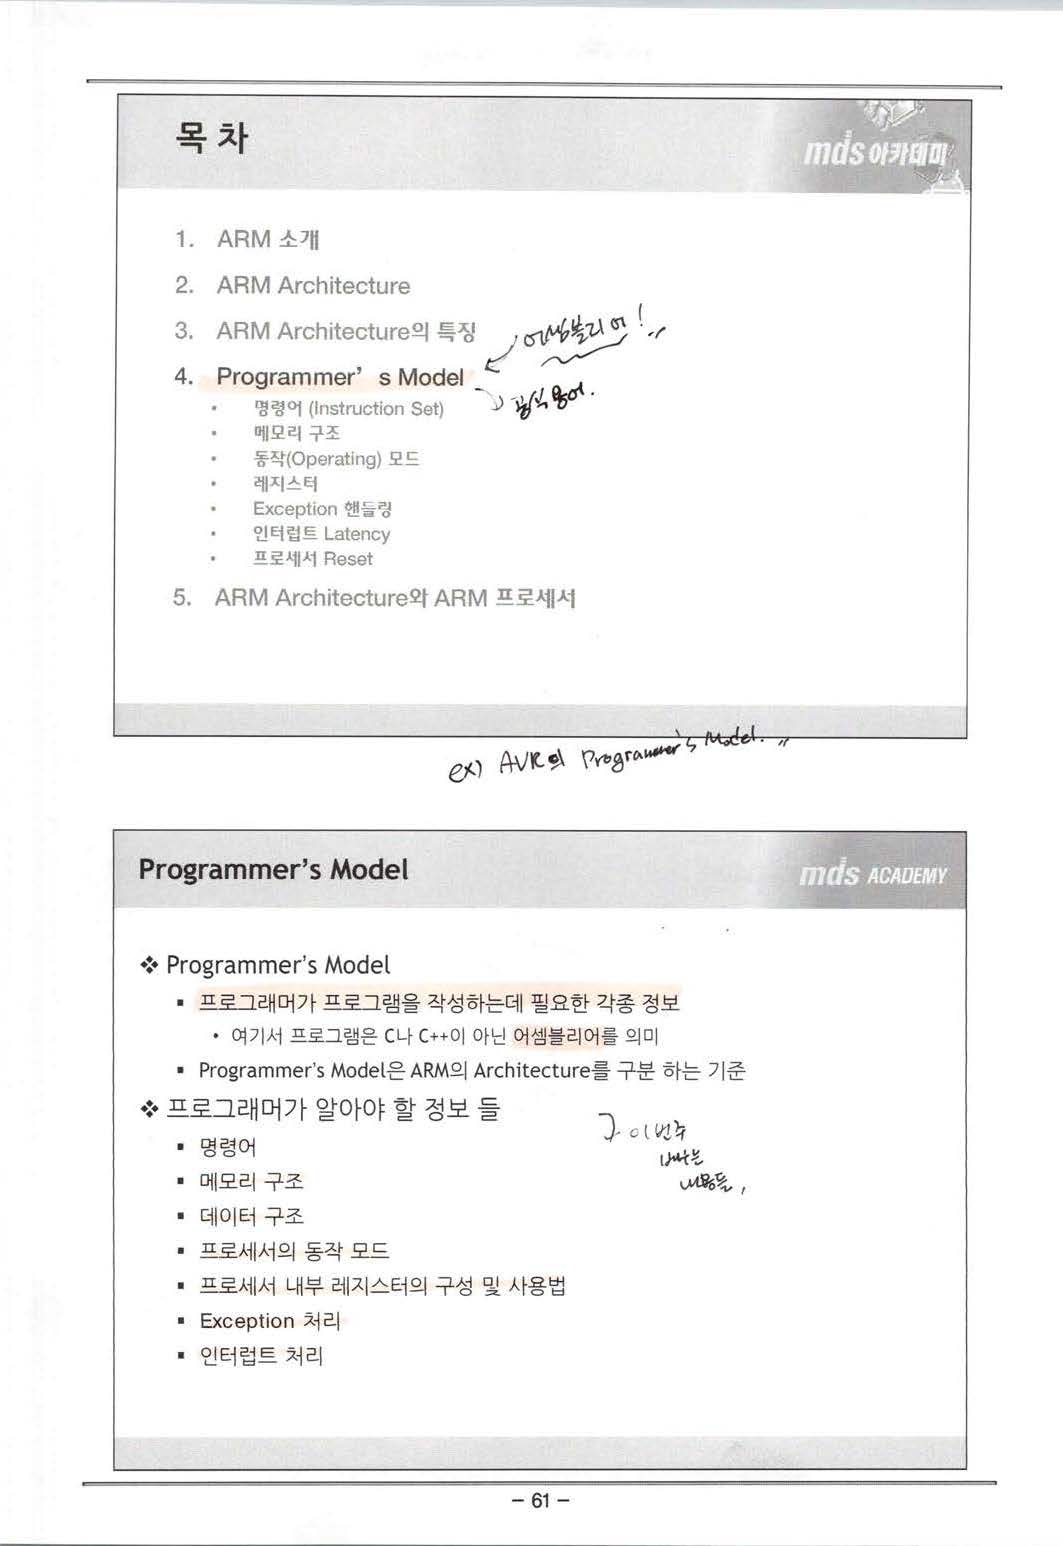 목 차
mds 아카데미
1. ARM 소개
2. ARM Architecture
3. ARM Architecture의 특징
어셈블리어!
4. Programmer’ s Model
공식용어.
• 명령어 (Instruction Set)
• 메모리 구조
• 동작(Operating) 모드
• 레지스터
• Exception 핸들링
• 인터럽트 Latency
• 프로세서 Reset
5. ARM Architecture와 ARM 프로세서
ex) AVR의 Programmer's Model.
Programmer’s Model
mds ACADEMY
❖ Programmer’s Model
▪ 프로그래머가 프로그램을 작성하는데 필요한 각종 정보
• 여기서 프로그램은 C나 C++이 아닌 어셈블리어를 의미
▪ Programmer’s Model은 ARM의 Architecture를 구분 하는 기준
❖ 프로그래머가 알아야 할 정보 들
▪ 명령어
이번주
배우는
내용들,
▪ 메모리 구조
▪ 데이터 구조
▪ 프로세서의 동작 모드
▪ 프로세서 내부 레지스터의 구성 및 사용법
▪ Exception 처리
▪ 인터럽트 처리
– 61 –